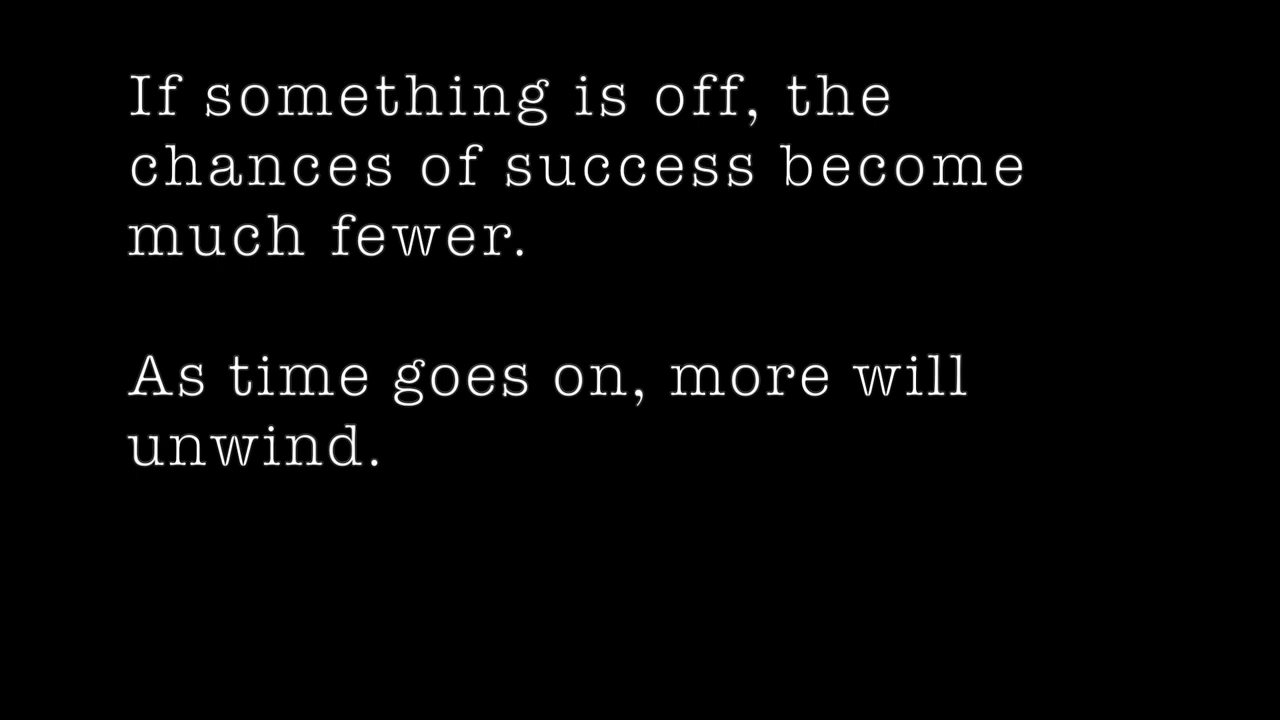 If something is off, the
chances of success become
much fewer.
As time goes on, more will
unwind.